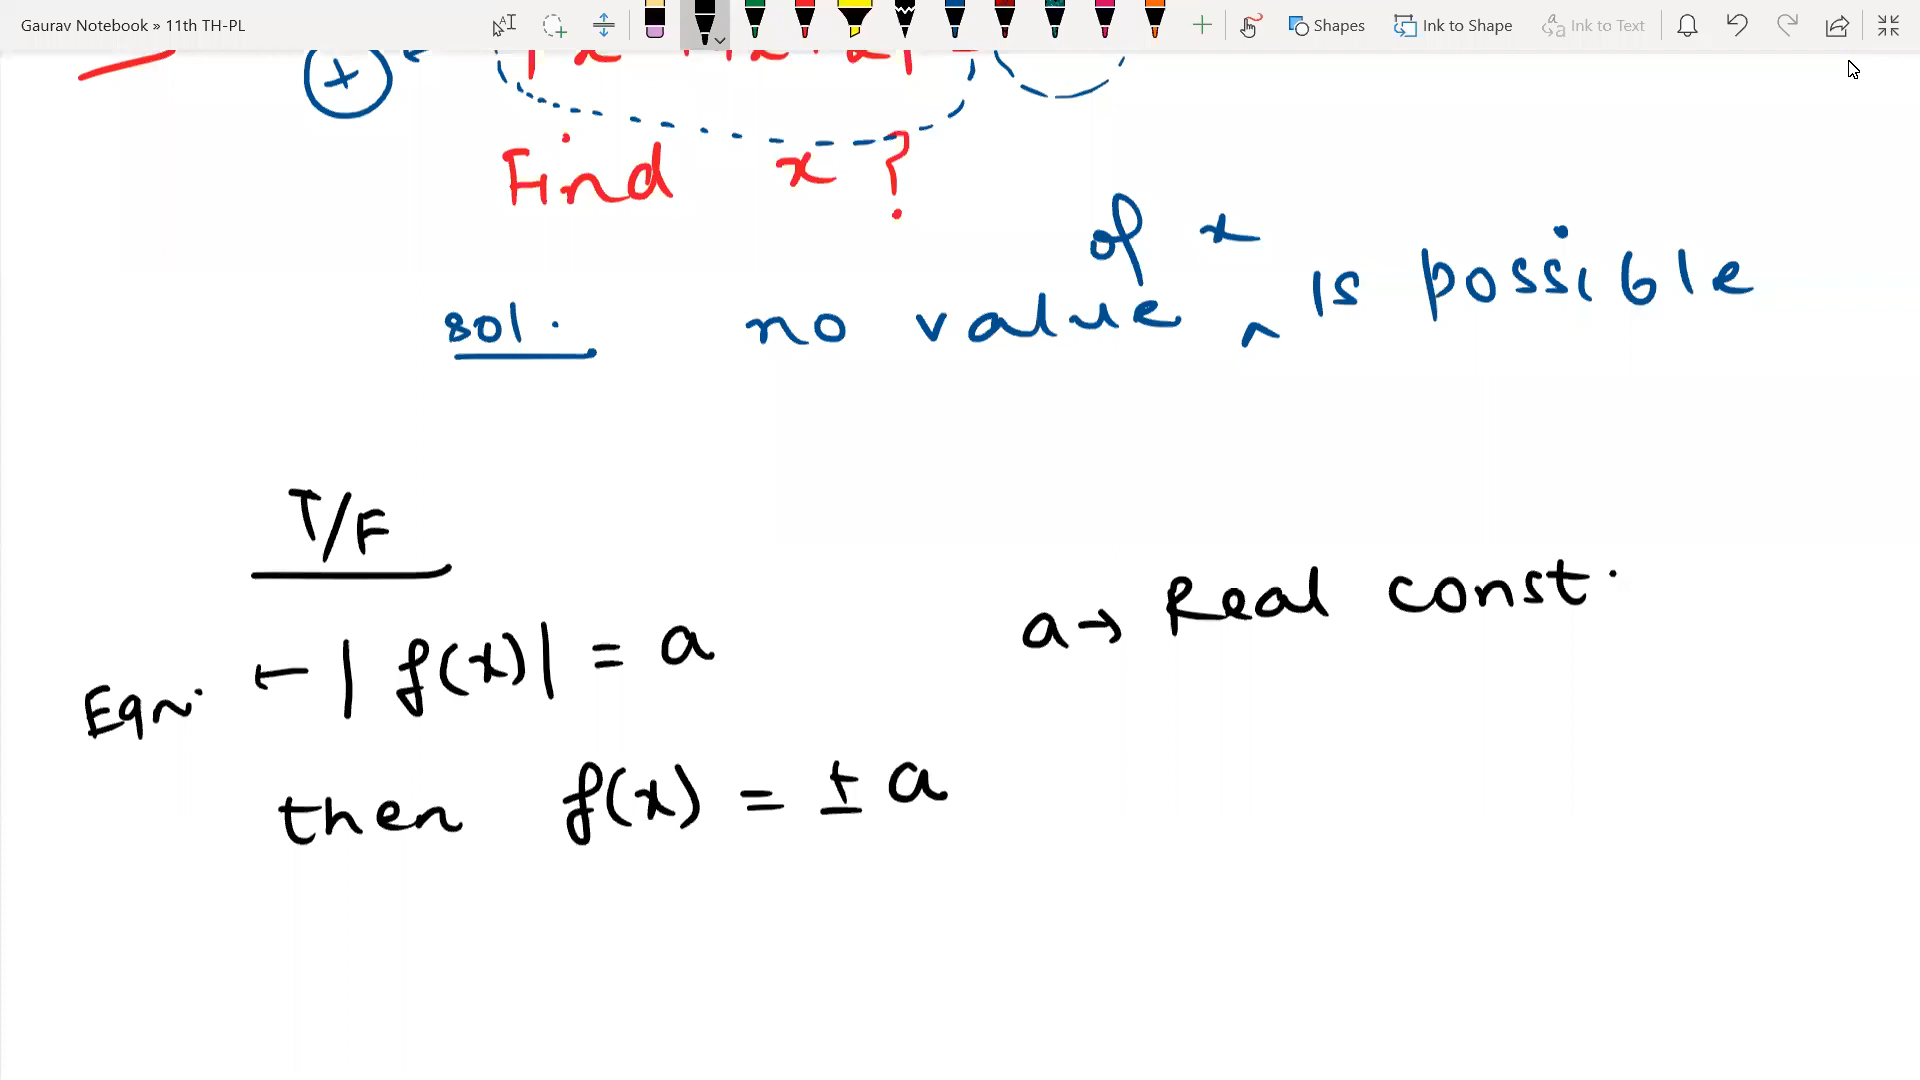 Gaurav Notebook » 11th TH-PL
Shapes
Ink to Shape
Ink to Text
Find x ?
sol. no value of x is possible
T/F
Eqn. ← | f(x)| = a
a → Real const.
then f(x) = ± a